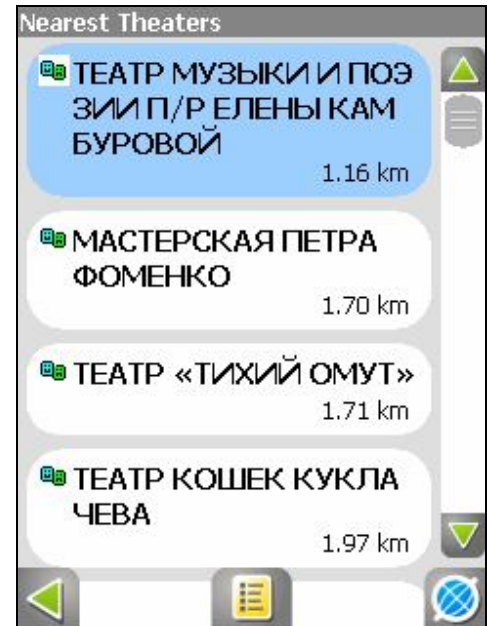 Nearest Theaters
ТЕАТР МУЗЫКИ И ПОЭ
ЗИИ П/Р ЕЛЕНЫ КАМ
БУРОВОЙ
1.16 km
МАСТЕРСКАЯ ПЕТРА
ФОМЕНКО
1.70 km
ТЕАТР «ТИХИЙ ОМУТ»
1.71 km
ТЕАТР КОШЕК КУКЛА
ЧЕВА
1.97 km